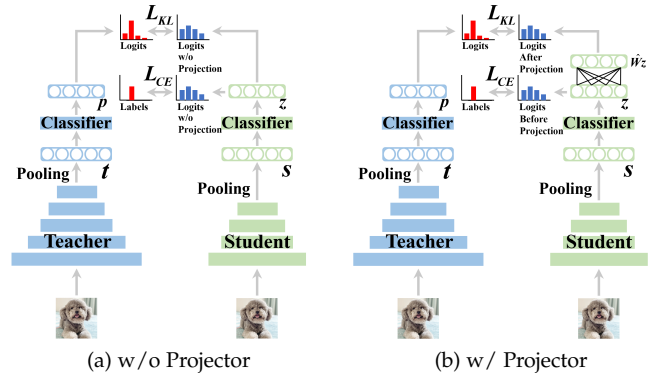 L_KL
Logits
Logits
w/o
Projection
L_CE
p
Labels
Logits
w/o
Projection
z
Classifier
Classifier
Pooling
t
s
Pooling
Teacher
Student
(a) w/o Projector
L_KL
Logits
Logits
After
Projection
Ŵz
L_CE
p
Labels
Logits
Before
Projection
z
Classifier
Classifier
Pooling
t
s
Pooling
Teacher
Student
(b) w/ Projector